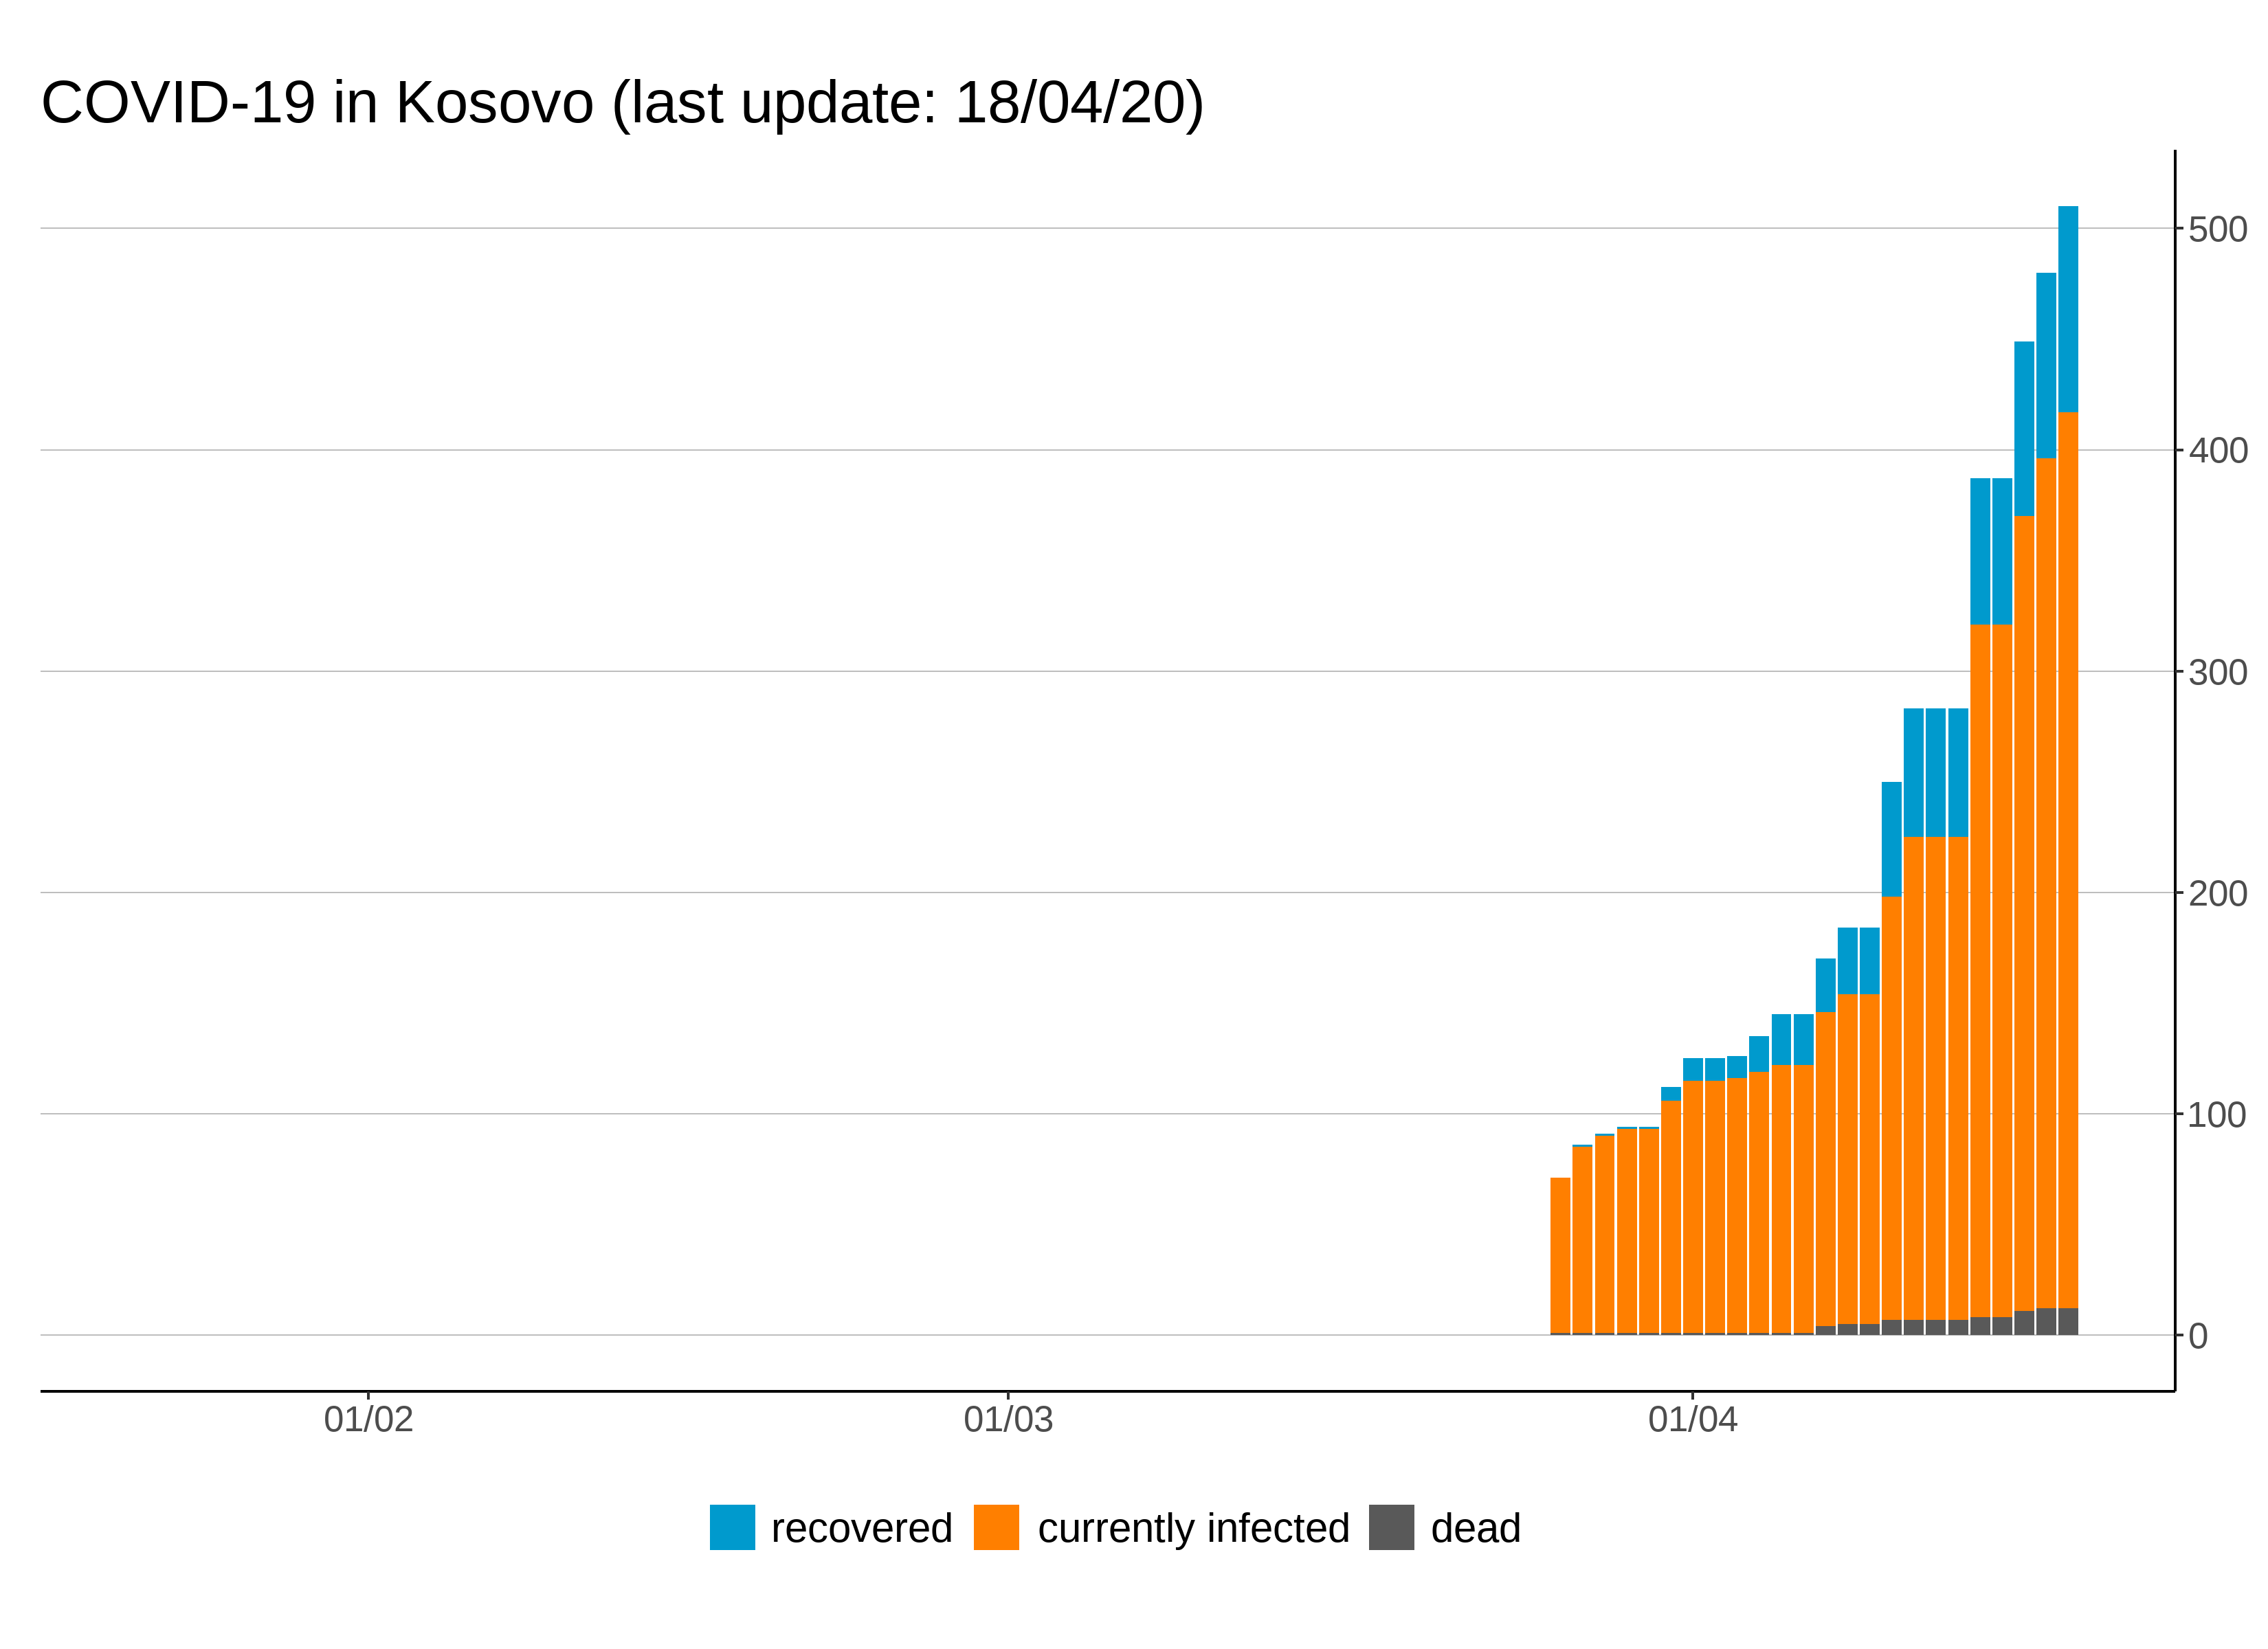 COVID-19 in Kosovo (last update: 18/04/20)
500
400
300
200
100
0
01/02 01/03 01/04
recovered currently infected dead